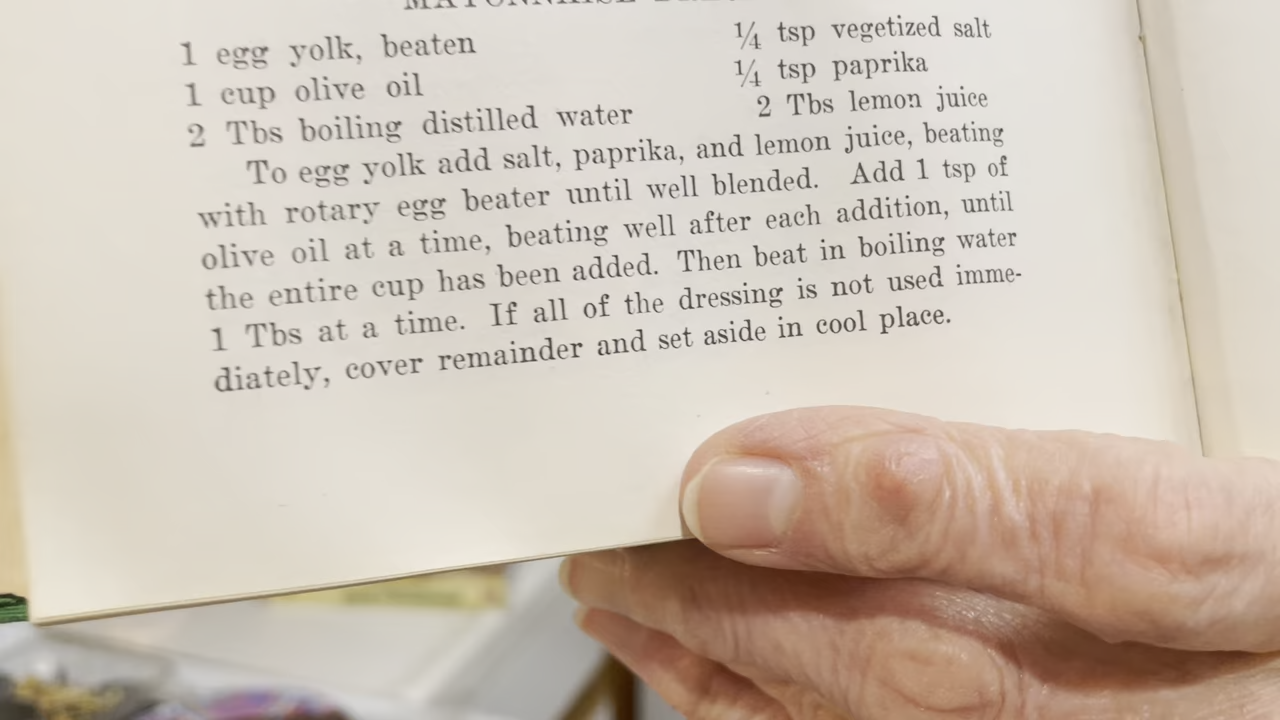 MAYONNAISE
1 egg yolk, beaten
1 cup olive oil
2 Tbs boiling distilled water
¼ tsp vegetized salt
¼ tsp paprika
2 Tbs lemon juice
To egg yolk add salt, paprika, and lemon juice, beating
with rotary egg beater until well blended. Add 1 tsp of
olive oil at a time, beating well after each addition, until
the entire cup has been added. Then beat in boiling water
1 Tbs at a time. If all of the dressing is not used imme-
diately, cover remainder and set aside in cool place.